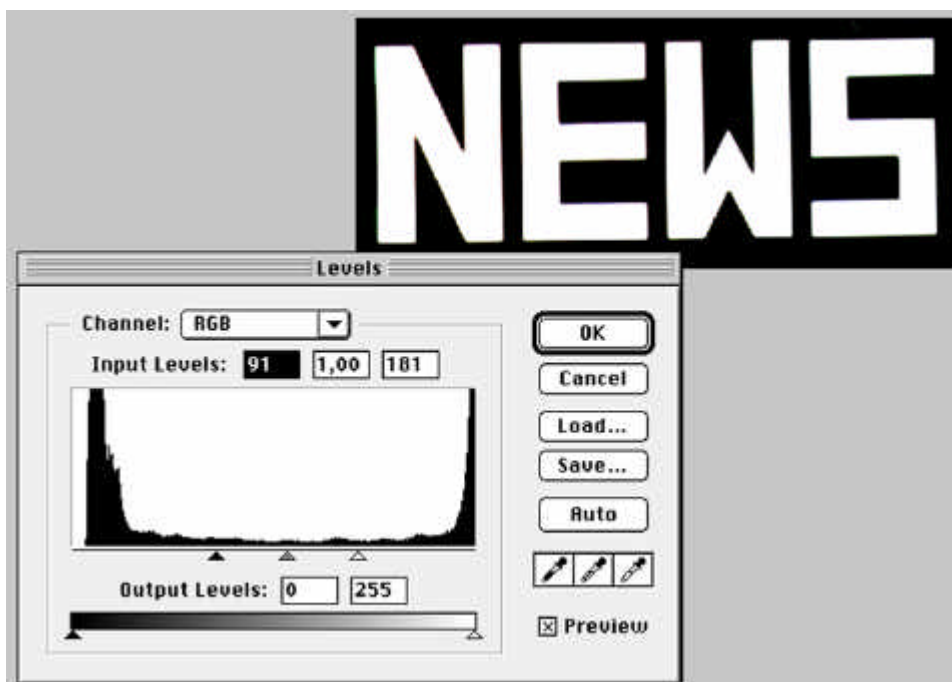 NEWS
Levels
Channel: RGB
Input Levels: 91 1,00 181
Output Levels: 0 255
OK
Cancel
Load...
Save...
Auto
Preview